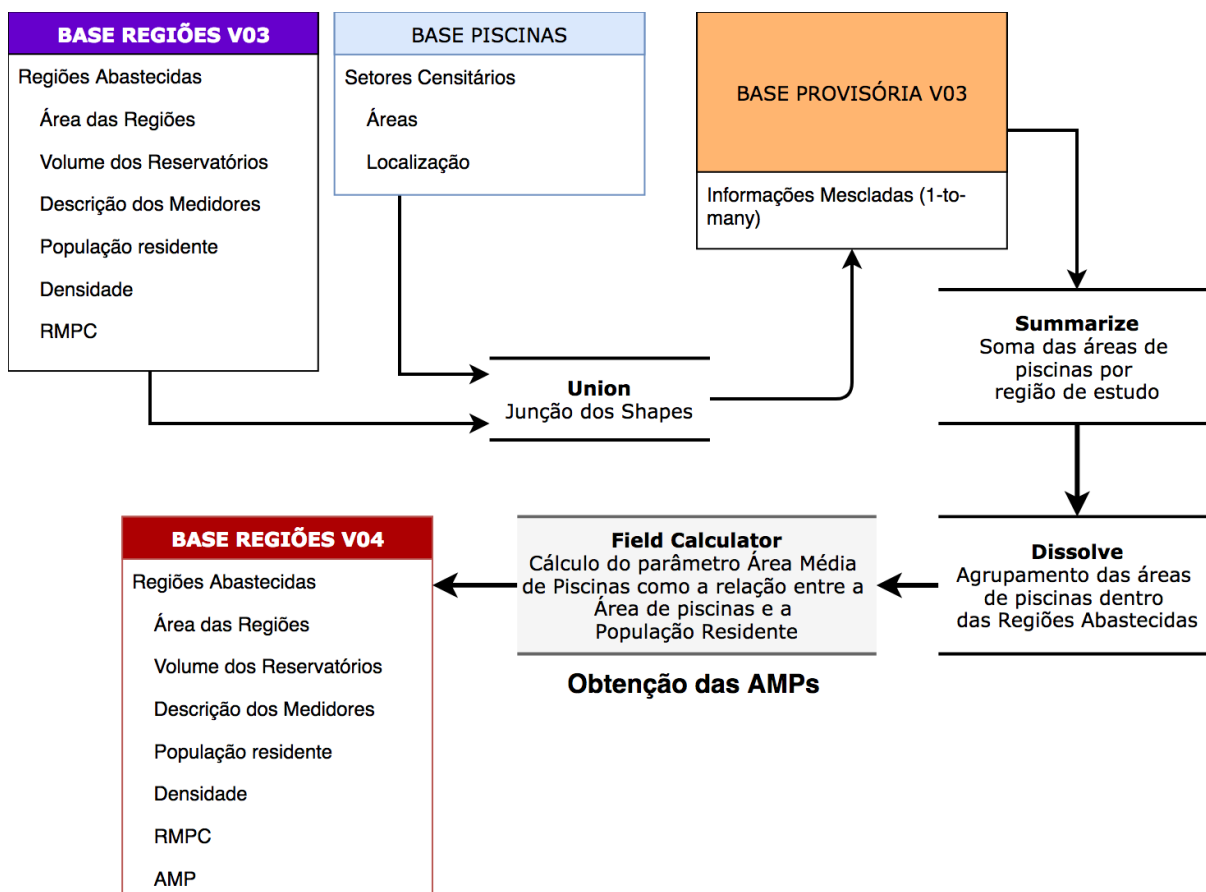 BASE REGIÕES V03
Regiões Abastecidas
Área das Regiões
Volume dos Reservatórios
Descrição dos Medidores
População residente
Densidade
RMPC
BASE PISCINAS
Setores Censitários
Áreas
Localização
BASE PROVISÓRIA V03
Informações Mescladas (1-to-
many)
Union
Junção dos Shapes
Summarize
Soma das áreas de
piscinas por
região de estudo
Dissolve
Agrupamento das áreas
de piscinas dentro
das Regiões Abastecidas
Field Calculator
Cálculo do parâmetro Área Média
de Piscinas como a relação entre a
Área de piscinas e a
População Residente
Obtenção das AMPs
BASE REGIÕES V04
Regiões Abastecidas
Área das Regiões
Volume dos Reservatórios
Descrição dos Medidores
População residente
Densidade
RMPC
AMP